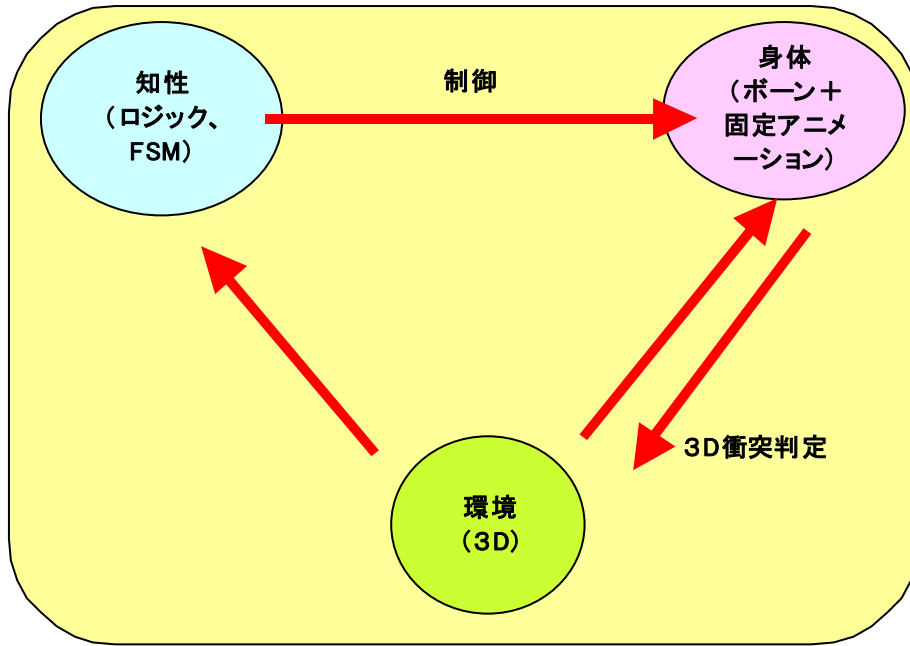 知性
（ロジック、
FSM）
制御
身体
（ボーン＋
固定アニメ
ーション）
３D衝突判定
環境
（３D）